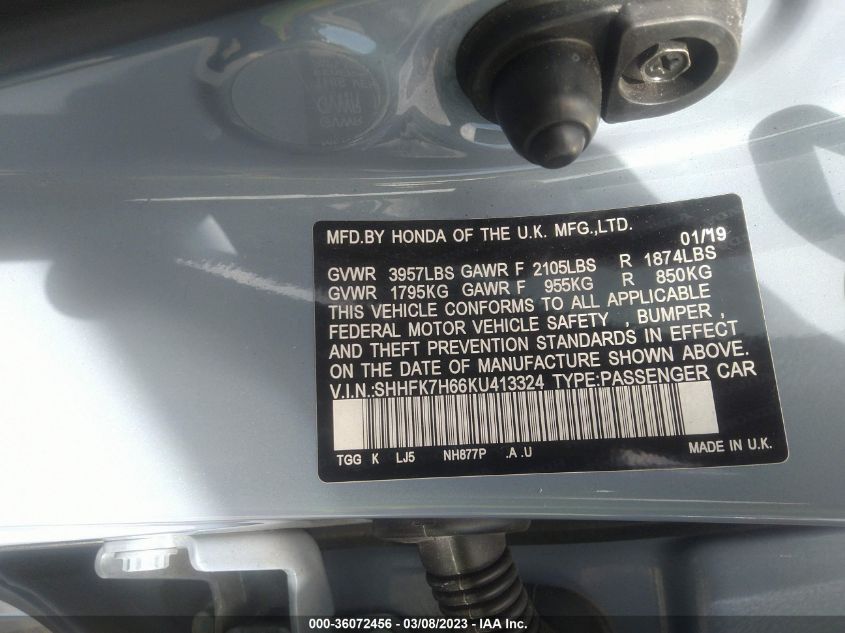 MFD.BY HONDA OF THE U.K. MFG.,LTD. 01/19
GVWR 3957LBS GAWR F 2105LBS R 1874LBS
GVWR 1795KG GAWR F 955KG R 850KG
THIS VEHICLE CONFORMS TO ALL APPLICABLE
FEDERAL MOTOR VEHICLE SAFETY , BUMPER ,
AND THEFT PREVENTION STANDARDS IN EFFECT
ON THE DATE OF MANUFACTURE SHOWN ABOVE.
V.I.N.:SHHFK7H66KU413324 TYPE:PASSENGER CAR
TGG K LJ5 NH877P .A .U MADE IN U.K.
000-36072456 - 03/08/2023 - IAA Inc.